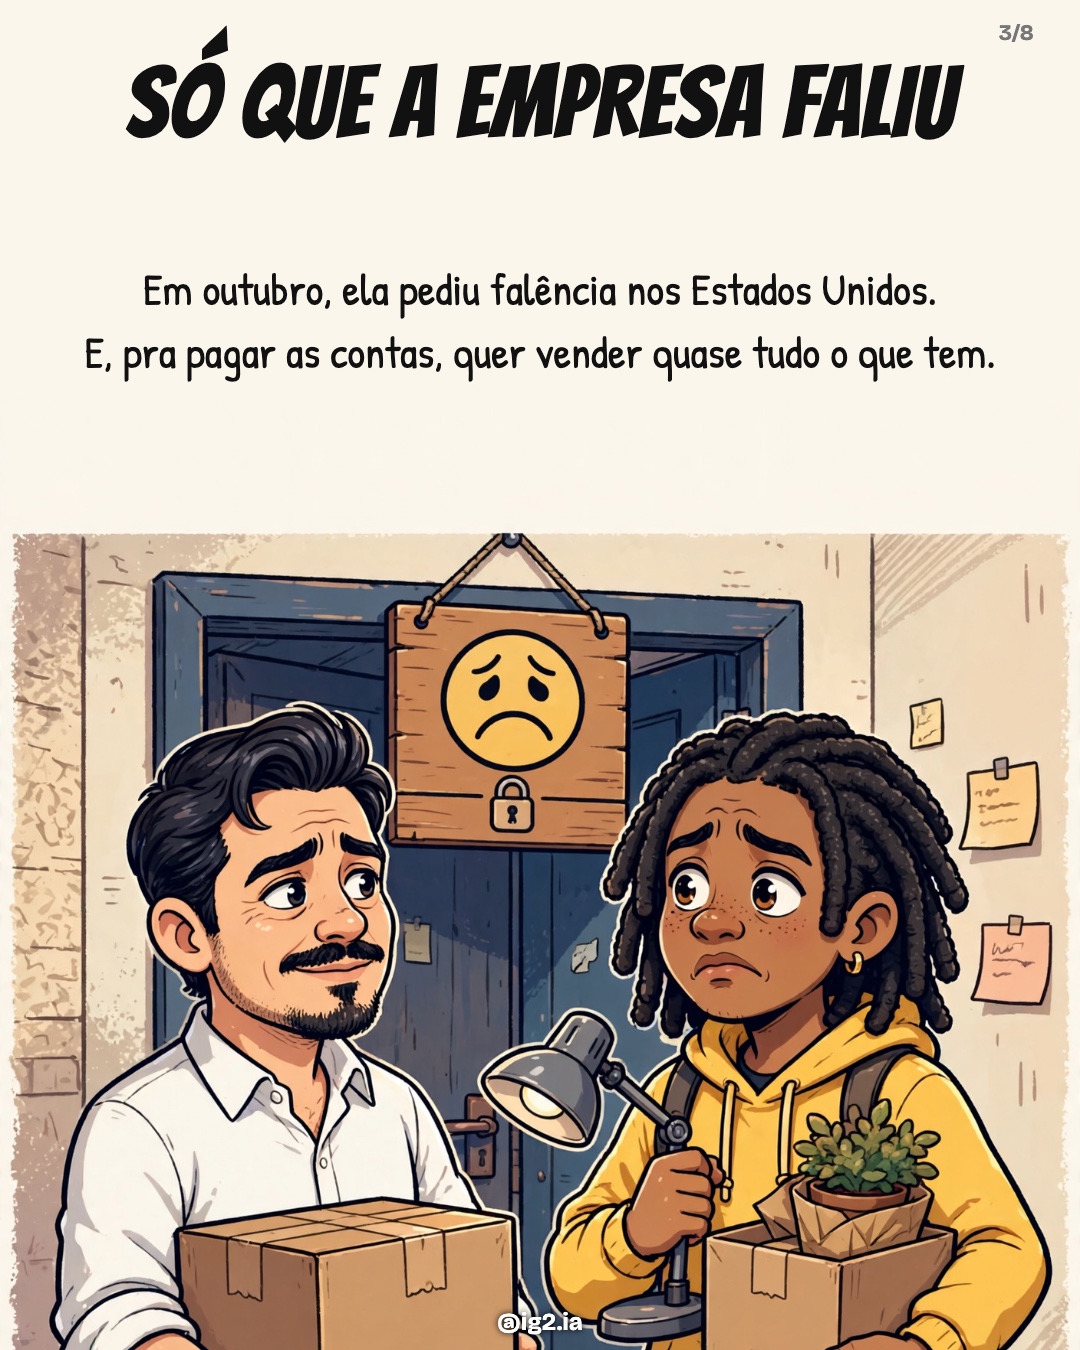 3/8
SÓ QUE A EMPRESA FALIU
Em outubro, ela pediu falência nos Estados Unidos.
E, pra pagar as contas, quer vender quase tudo o que tem.
@ig2.ia